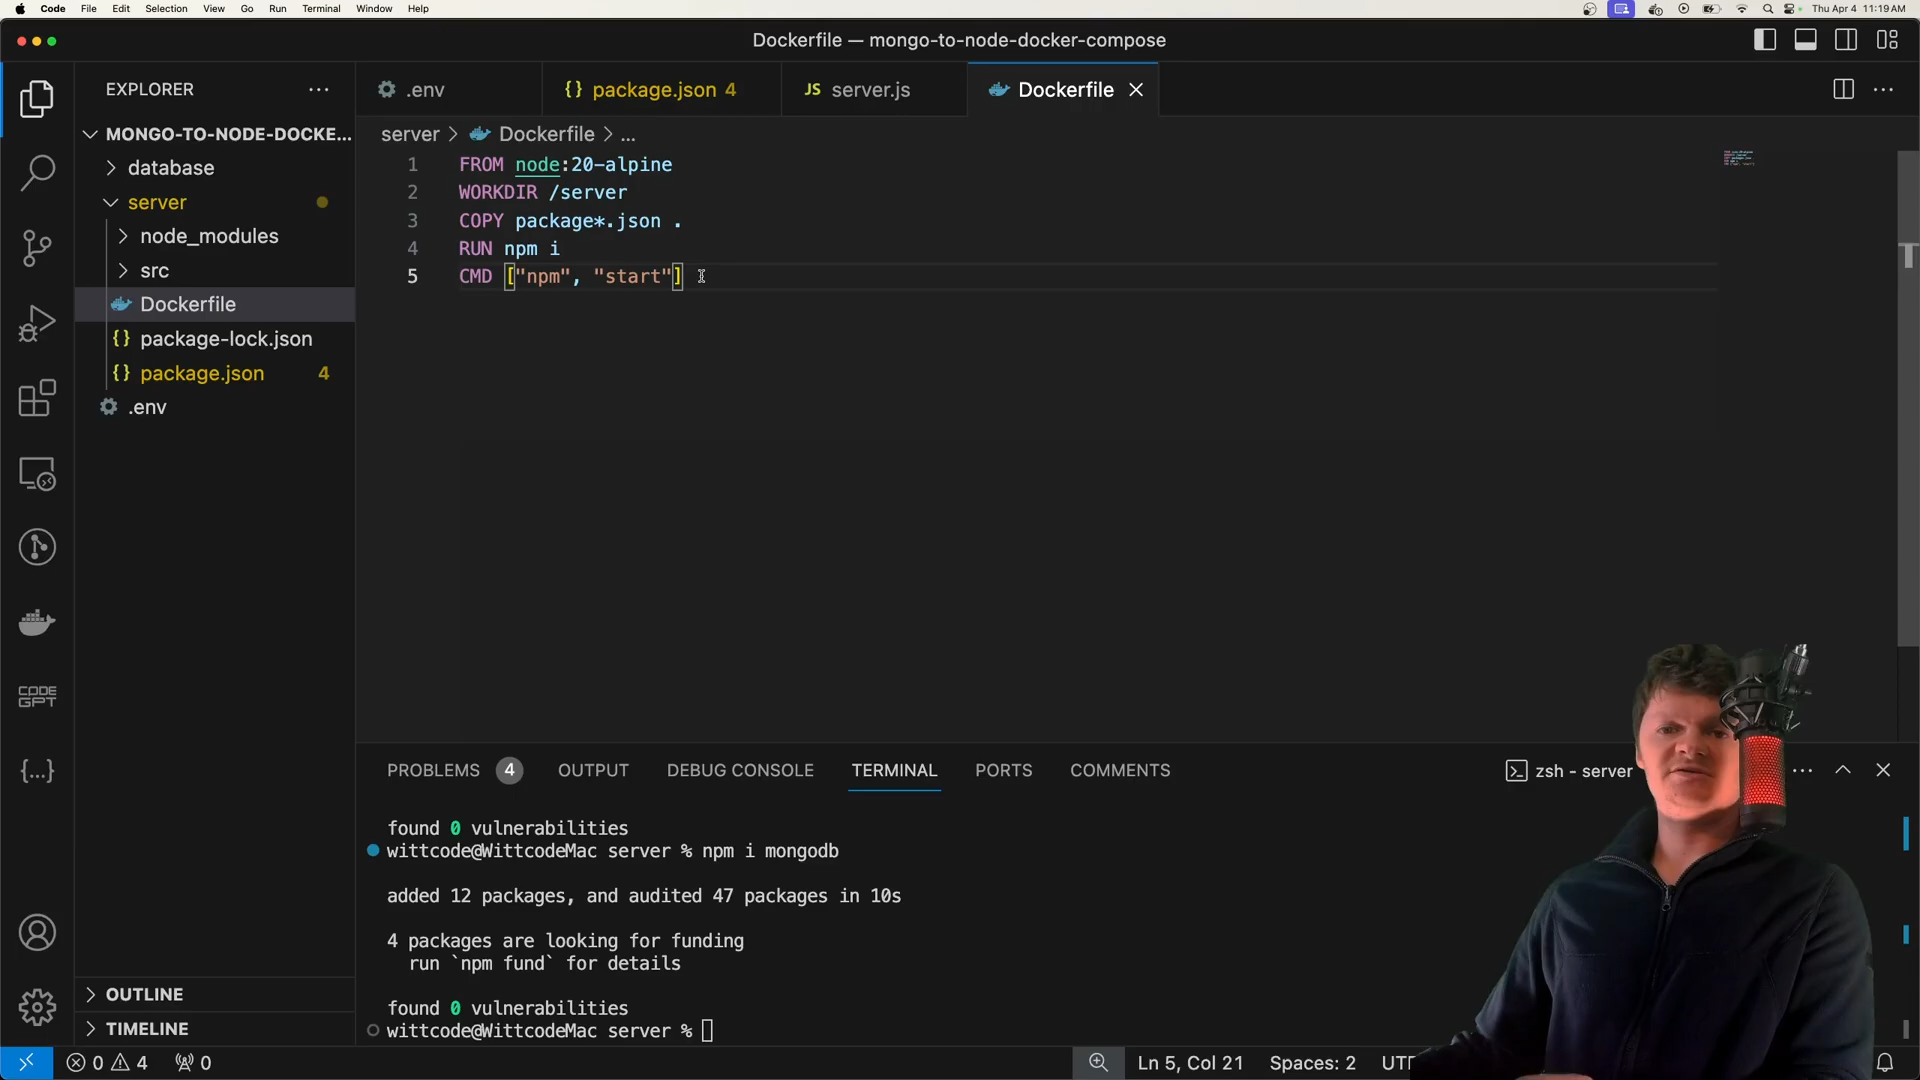 Code File Edit Selection View Go Run Terminal Window Help Thu Apr 4 11:19 AM
Dockerfile — mongo-to-node-docker-compose
EXPLORER
.env
package.json 4
JS server.js
Dockerfile
MONGO-TO-NODE-DOCKE...
database
server
node_modules
src
Dockerfile
package-lock.json
package.json 4
.env
OUTLINE
TIMELINE
CODE
GPT
server > Dockerfile > ...
1 FROM node:20-alpine
2 WORKDIR /server
3 COPY package*.json .
4 RUN npm i
5 CMD ["npm", "start"]
PROBLEMS 4 OUTPUT DEBUG CONSOLE TERMINAL PORTS COMMENTS
zsh - server
found 0 vulnerabilities
wittcode@WittcodeMac server % npm i mongodb
added 12 packages, and audited 47 packages in 10s
4 packages are looking for funding
run `npm fund` for details
found 0 vulnerabilities
wittcode@WittcodeMac server %
0 4 0
Ln 5, Col 21 Spaces: 2